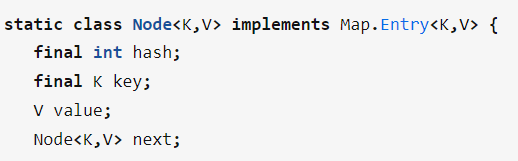 static class Node<K,V> implements Map.Entry<K,V> {
final int hash;
final K key;
V value;
Node<K,V> next;